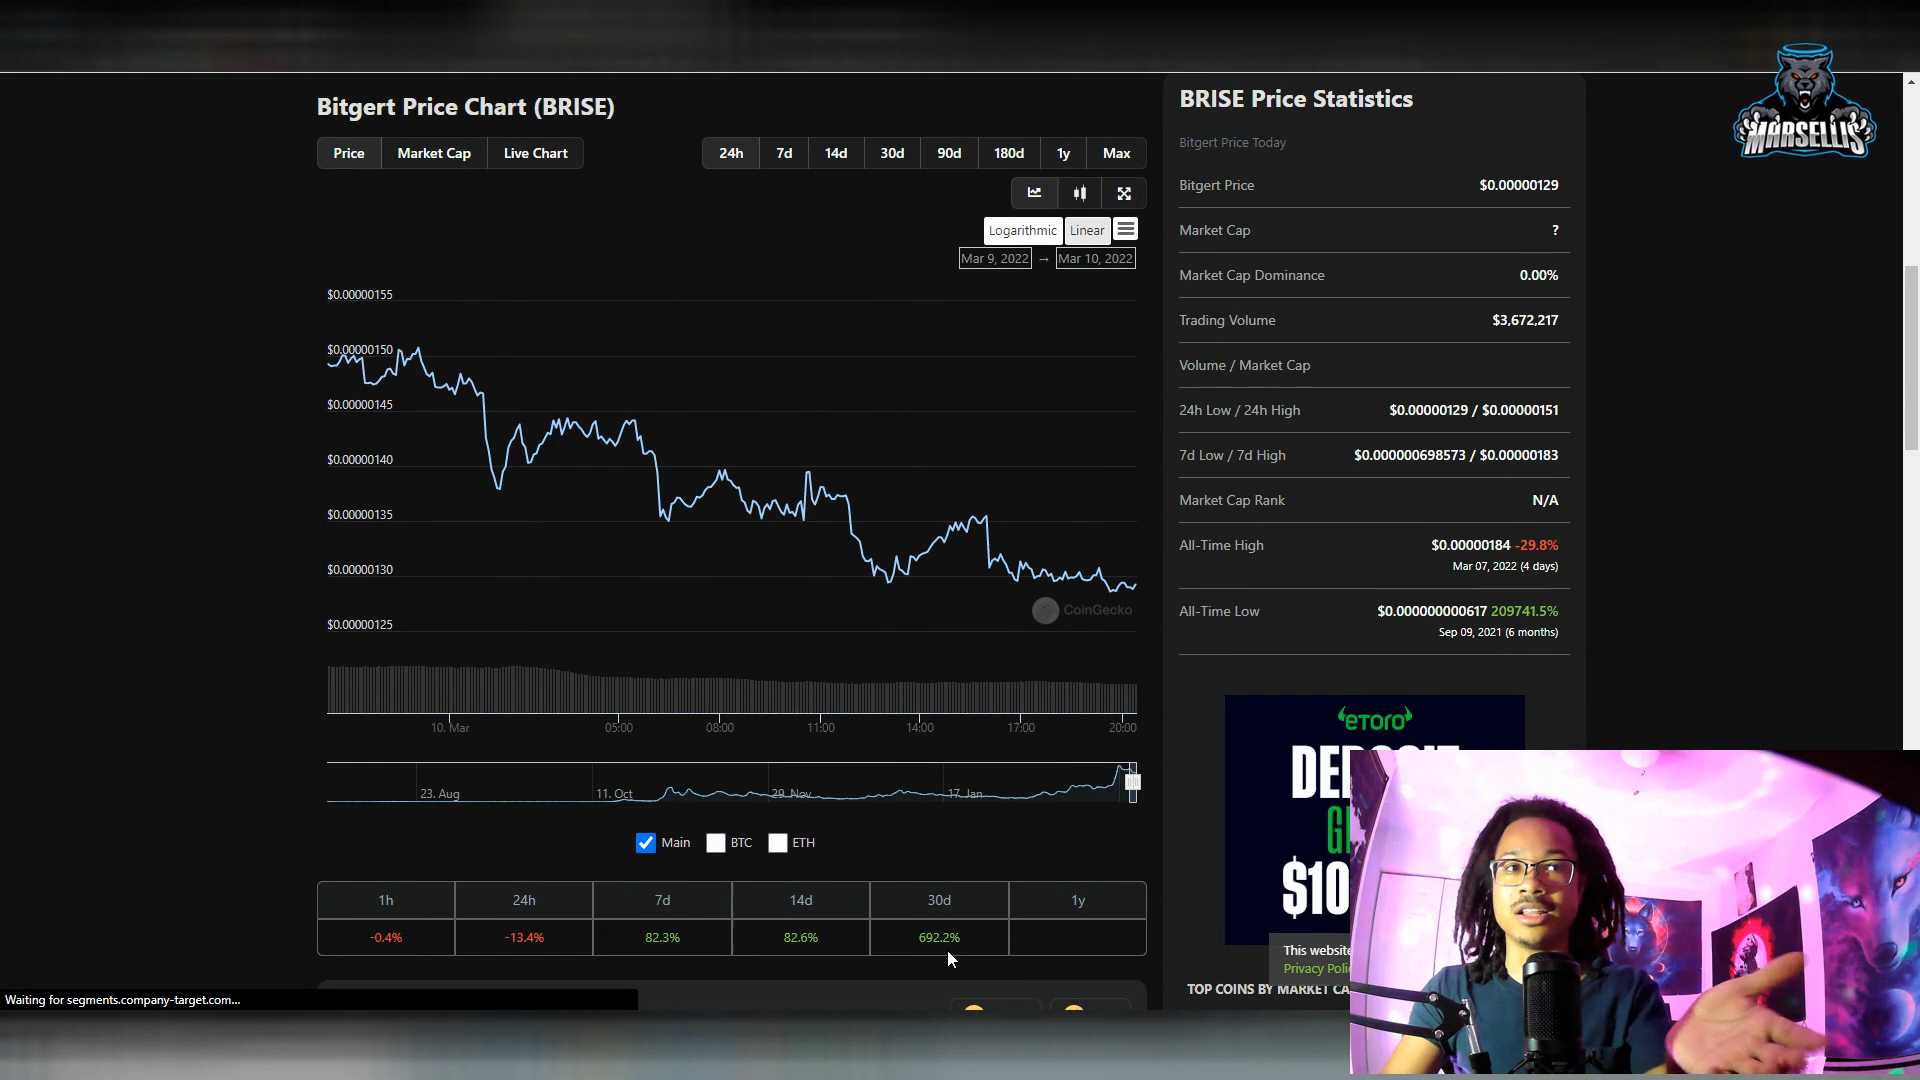 MARSELLIS
Bitgert Price Chart (BRISE)
Price Market Cap Live Chart
24h 7d 14d 30d 90d 180d 1y Max
Logarithmic Linear
Mar 9, 2022 → Mar 10, 2022
$0.00000155
$0.00000150
$0.00000145
$0.00000140
$0.00000135
$0.00000130
$0.00000125
CoinGecko
10. Mar 05:00 08:00 11:00 14:00 17:00 20:00
23. Aug 11. Oct 29. Nov 17. Jan
Main BTC ETH
1h 24h 7d 14d 30d 1y
-0.4% -13.4% 82.3% 82.6% 692.2%
Waiting for segments.company-target.com...
BRISE Price Statistics
Bitgert Price Today
Bitgert Price $0.00000129
Market Cap ?
Market Cap Dominance 0.00%
Trading Volume $3,672,217
Volume / Market Cap
24h Low / 24h High $0.00000129 / $0.00000151
7d Low / 7d High $0.000000698573 / $0.00000183
Market Cap Rank N/A
All-Time High $0.00000184 -29.8%
Mar 07, 2022 (4 days)
All-Time Low $0.000000000617 209741.5%
Sep 09, 2021 (6 months)
eToro
$10
This website
Privacy
TOP COINS BY MARKET